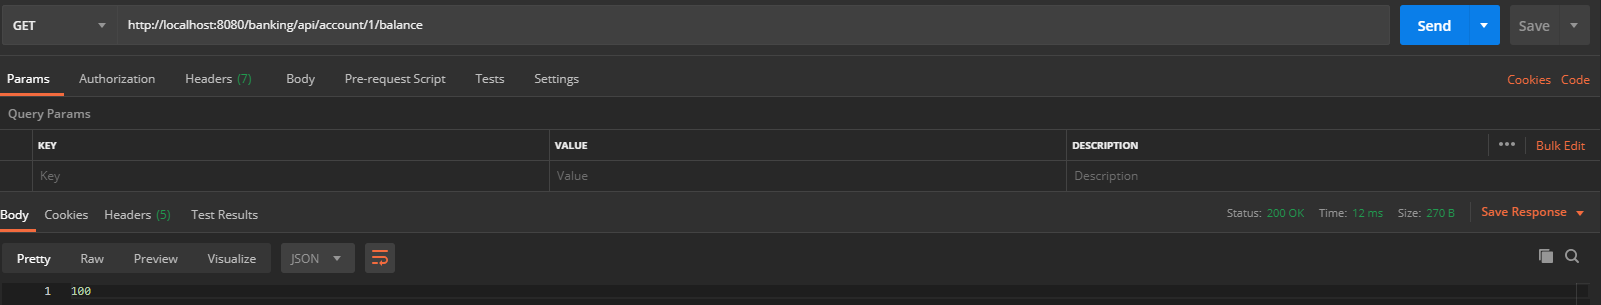 GET http://localhost:8080/banking/api/account/1/balance Send Save
Params Authorization Headers (7) Body Pre-request Script Tests Settings Cookies Code
Query Params
KEY VALUE DESCRIPTION ••• Bulk Edit
Key Value Description
Body Cookies Headers (5) Test Results Status: 200 OK Time: 12 ms Size: 270 B Save Response
Pretty Raw Preview Visualize JSON
1 100